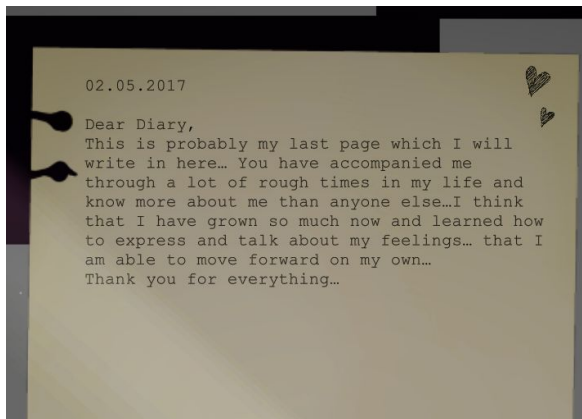 02.05.2017
Dear Diary,
This is probably my last page which I will
write in here… You have accompanied me
through a lot of rough times in my life and
know more about me than anyone else…I think
that I have grown so much now and learned how
to express and talk about my feelings… that I
am able to move forward on my own…
Thank you for everything…